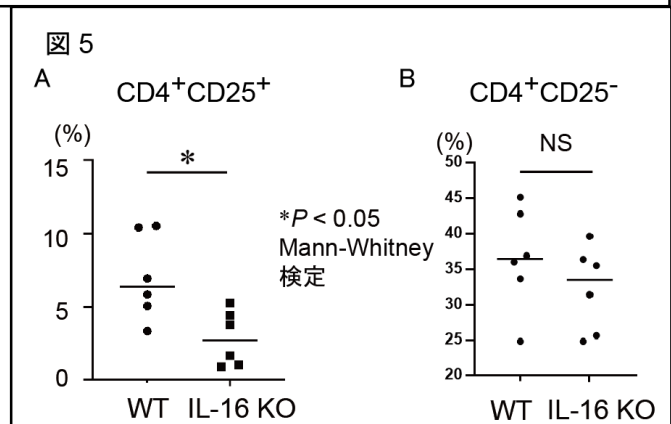 図 5
A
CD4+CD25+
(%)
15
10
5
0
*
WT IL-16 KO
*P < 0.05
Mann-Whitney
検定
B
CD4+CD25-
(%)
50
45
40
35
30
25
20
NS
WT IL-16 KO